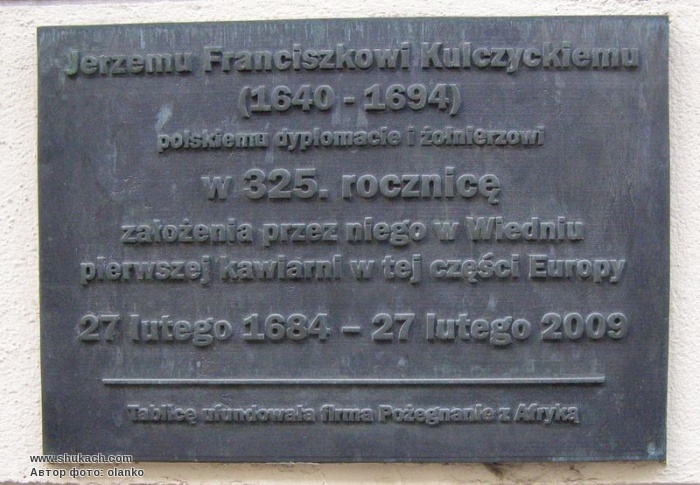 Jerzemu Franciszkowi Kulczyckiemu
(1640 - 1694)
polskiemu dyplomacie i żołnierzowi
w 325. rocznicę
założenia przez niego w Wiedniu
pierwszej kawiarni w tej części Europy
27 lutego 1684 – 27 lutego 2009
Tablicę ufundowała firma Pożegnanie z Afryką
www.shukach.com
Автор фото: olanko